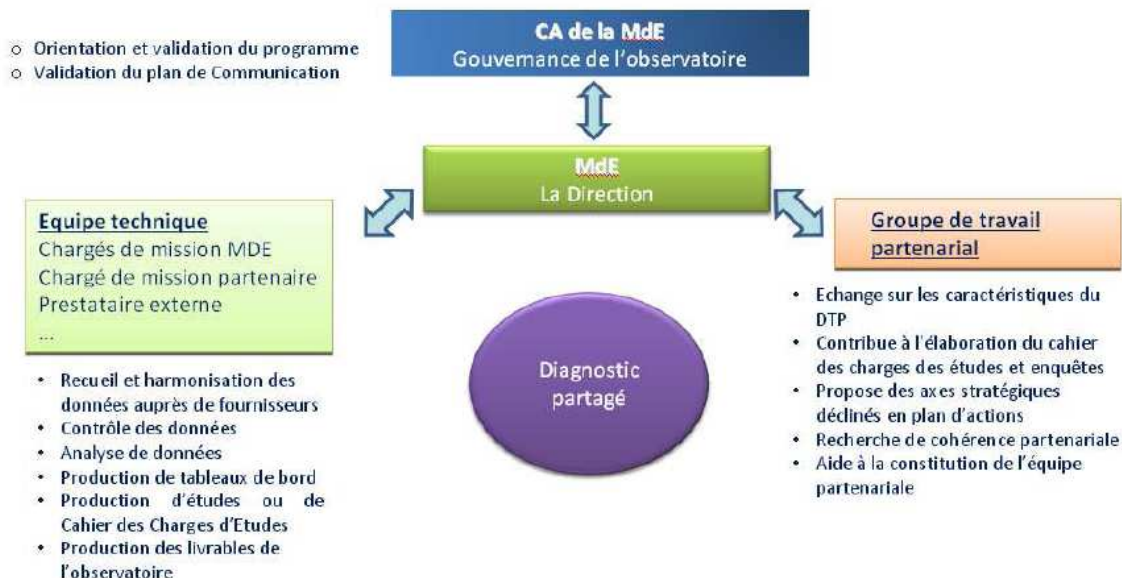 ○ Orientation et validation du programme
○ Validation du plan de Communication
CA de la MdE
Gouvernance de l'observatoire
MdE
La Direction
Equipe technique
Chargés de mission MDE
Chargé de mission partenaire
Prestataire externe
...
• Recueil et harmonisation des
données auprès de fournisseurs
• Contrôle des données
• Analyse de données
• Production de tableaux de bord
• Production d'études ou de
Cahier des Charges d'Etudes
• Production des livrables de
l'observatoire
Diagnostic
partagé
Groupe de travail
partenarial
• Echange sur les caractéristiques du
DTP
• Contribue à l'élaboration du cahier
des charges des études et enquêtes
• Propose des axes stratégiques
déclinés en plan d'actions
• Recherche de cohérence partenariale
• Aide à la constitution de l'équipe
partenariale